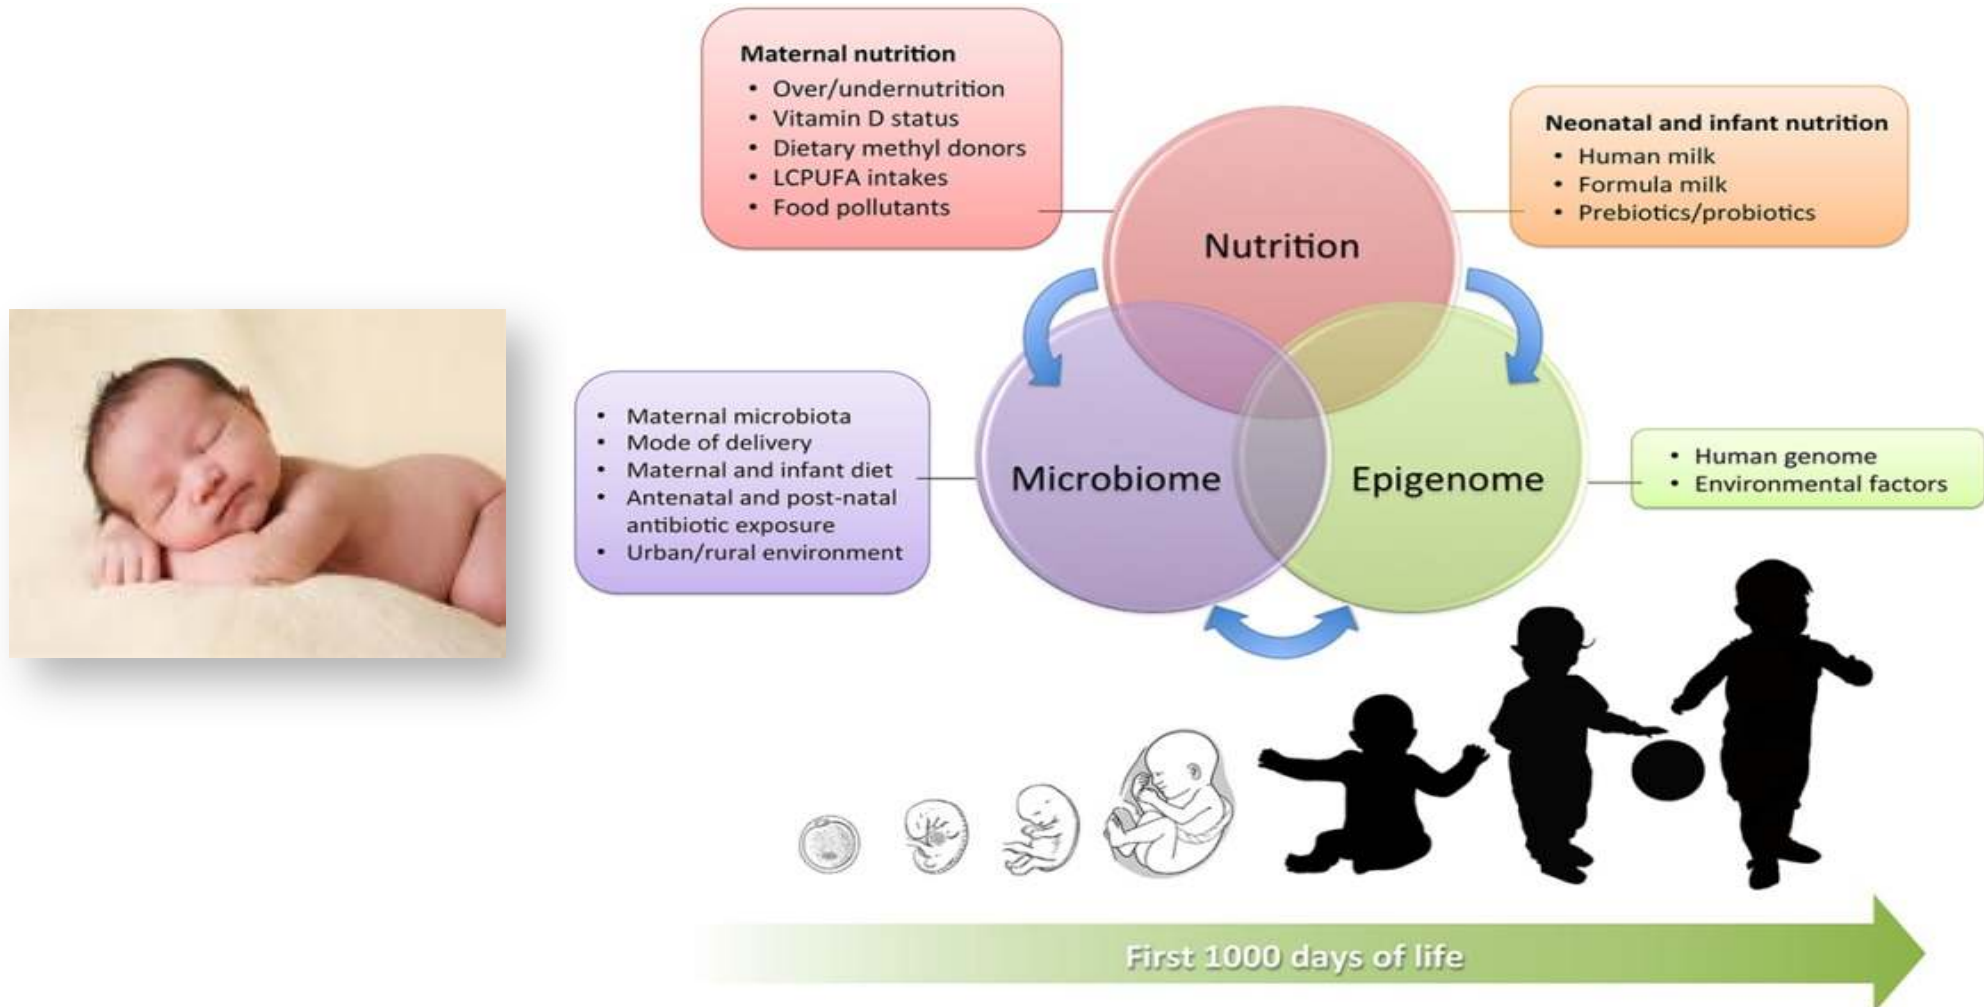 Maternal nutrition
• Over/undernutrition
• Vitamin D status
• Dietary methyl donors
• LCPUFA intakes
• Food pollutants
Neonatal and infant nutrition
• Human milk
• Formula milk
• Prebiotics/probiotics
Nutrition
• Maternal microbiota
• Mode of delivery
• Maternal and infant diet
• Antenatal and post-natal
antibiotic exposure
• Urban/rural environment
Microbiome
Epigenome
• Human genome
• Environmental factors
First 1000 days of life